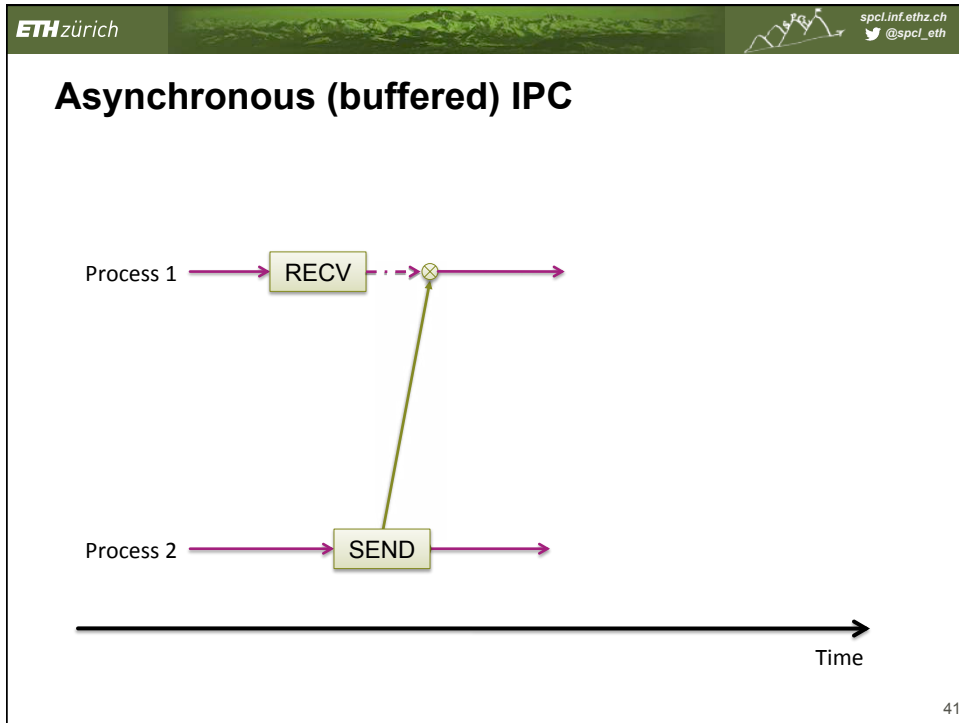 ETH zürich
spcl.inf.ethz.ch
@spcl_eth
Asynchronous (buffered) IPC
Process 1
RECV
Process 2
SEND
Time
41